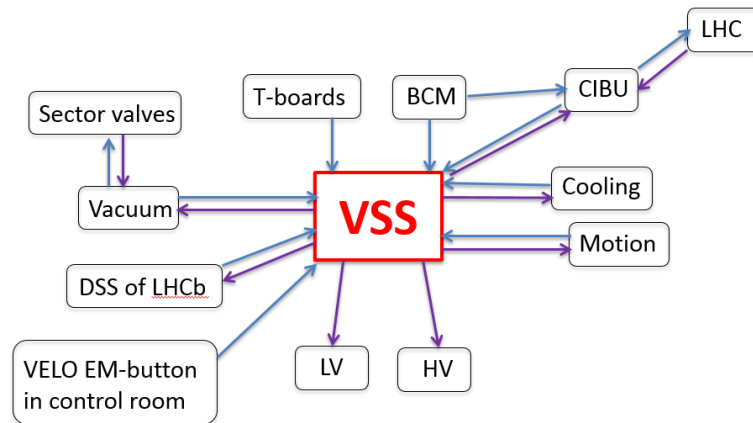 LHC
T-boards
BCM
CIBU
Sector valves
Vacuum
VSS
Cooling
Motion
DSS of LHCb
VELO EM-button
in control room
LV
HV